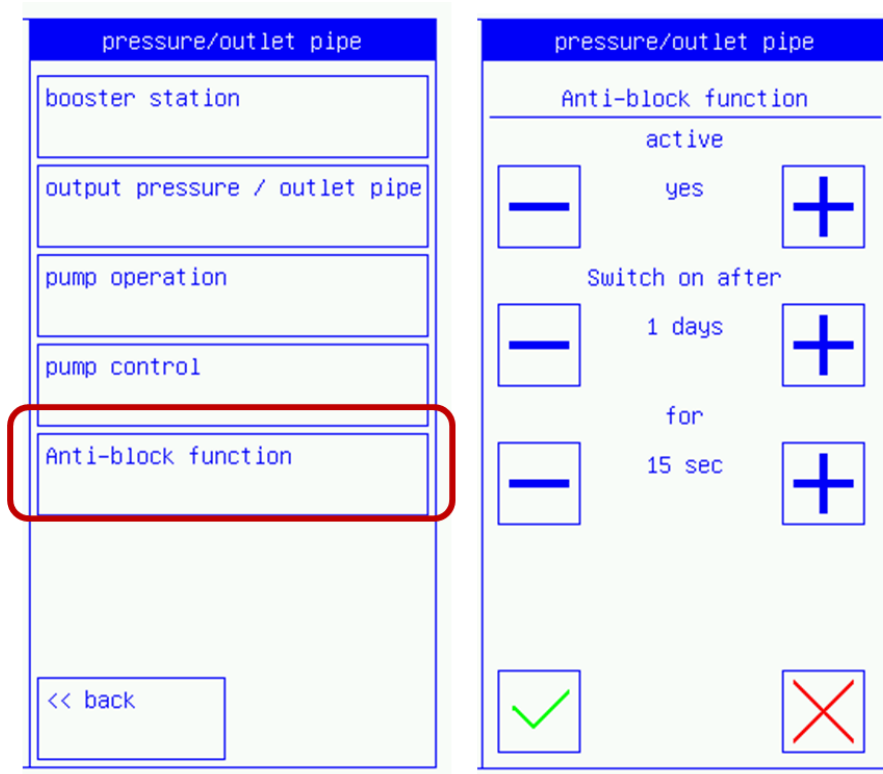 pressure/outlet pipe
booster station
output pressure / outlet pipe
pump operation
pump control
Anti-block function
<< back
pressure/outlet pipe
Anti-block function
active
yes
Switch on after
1 days
for
15 sec